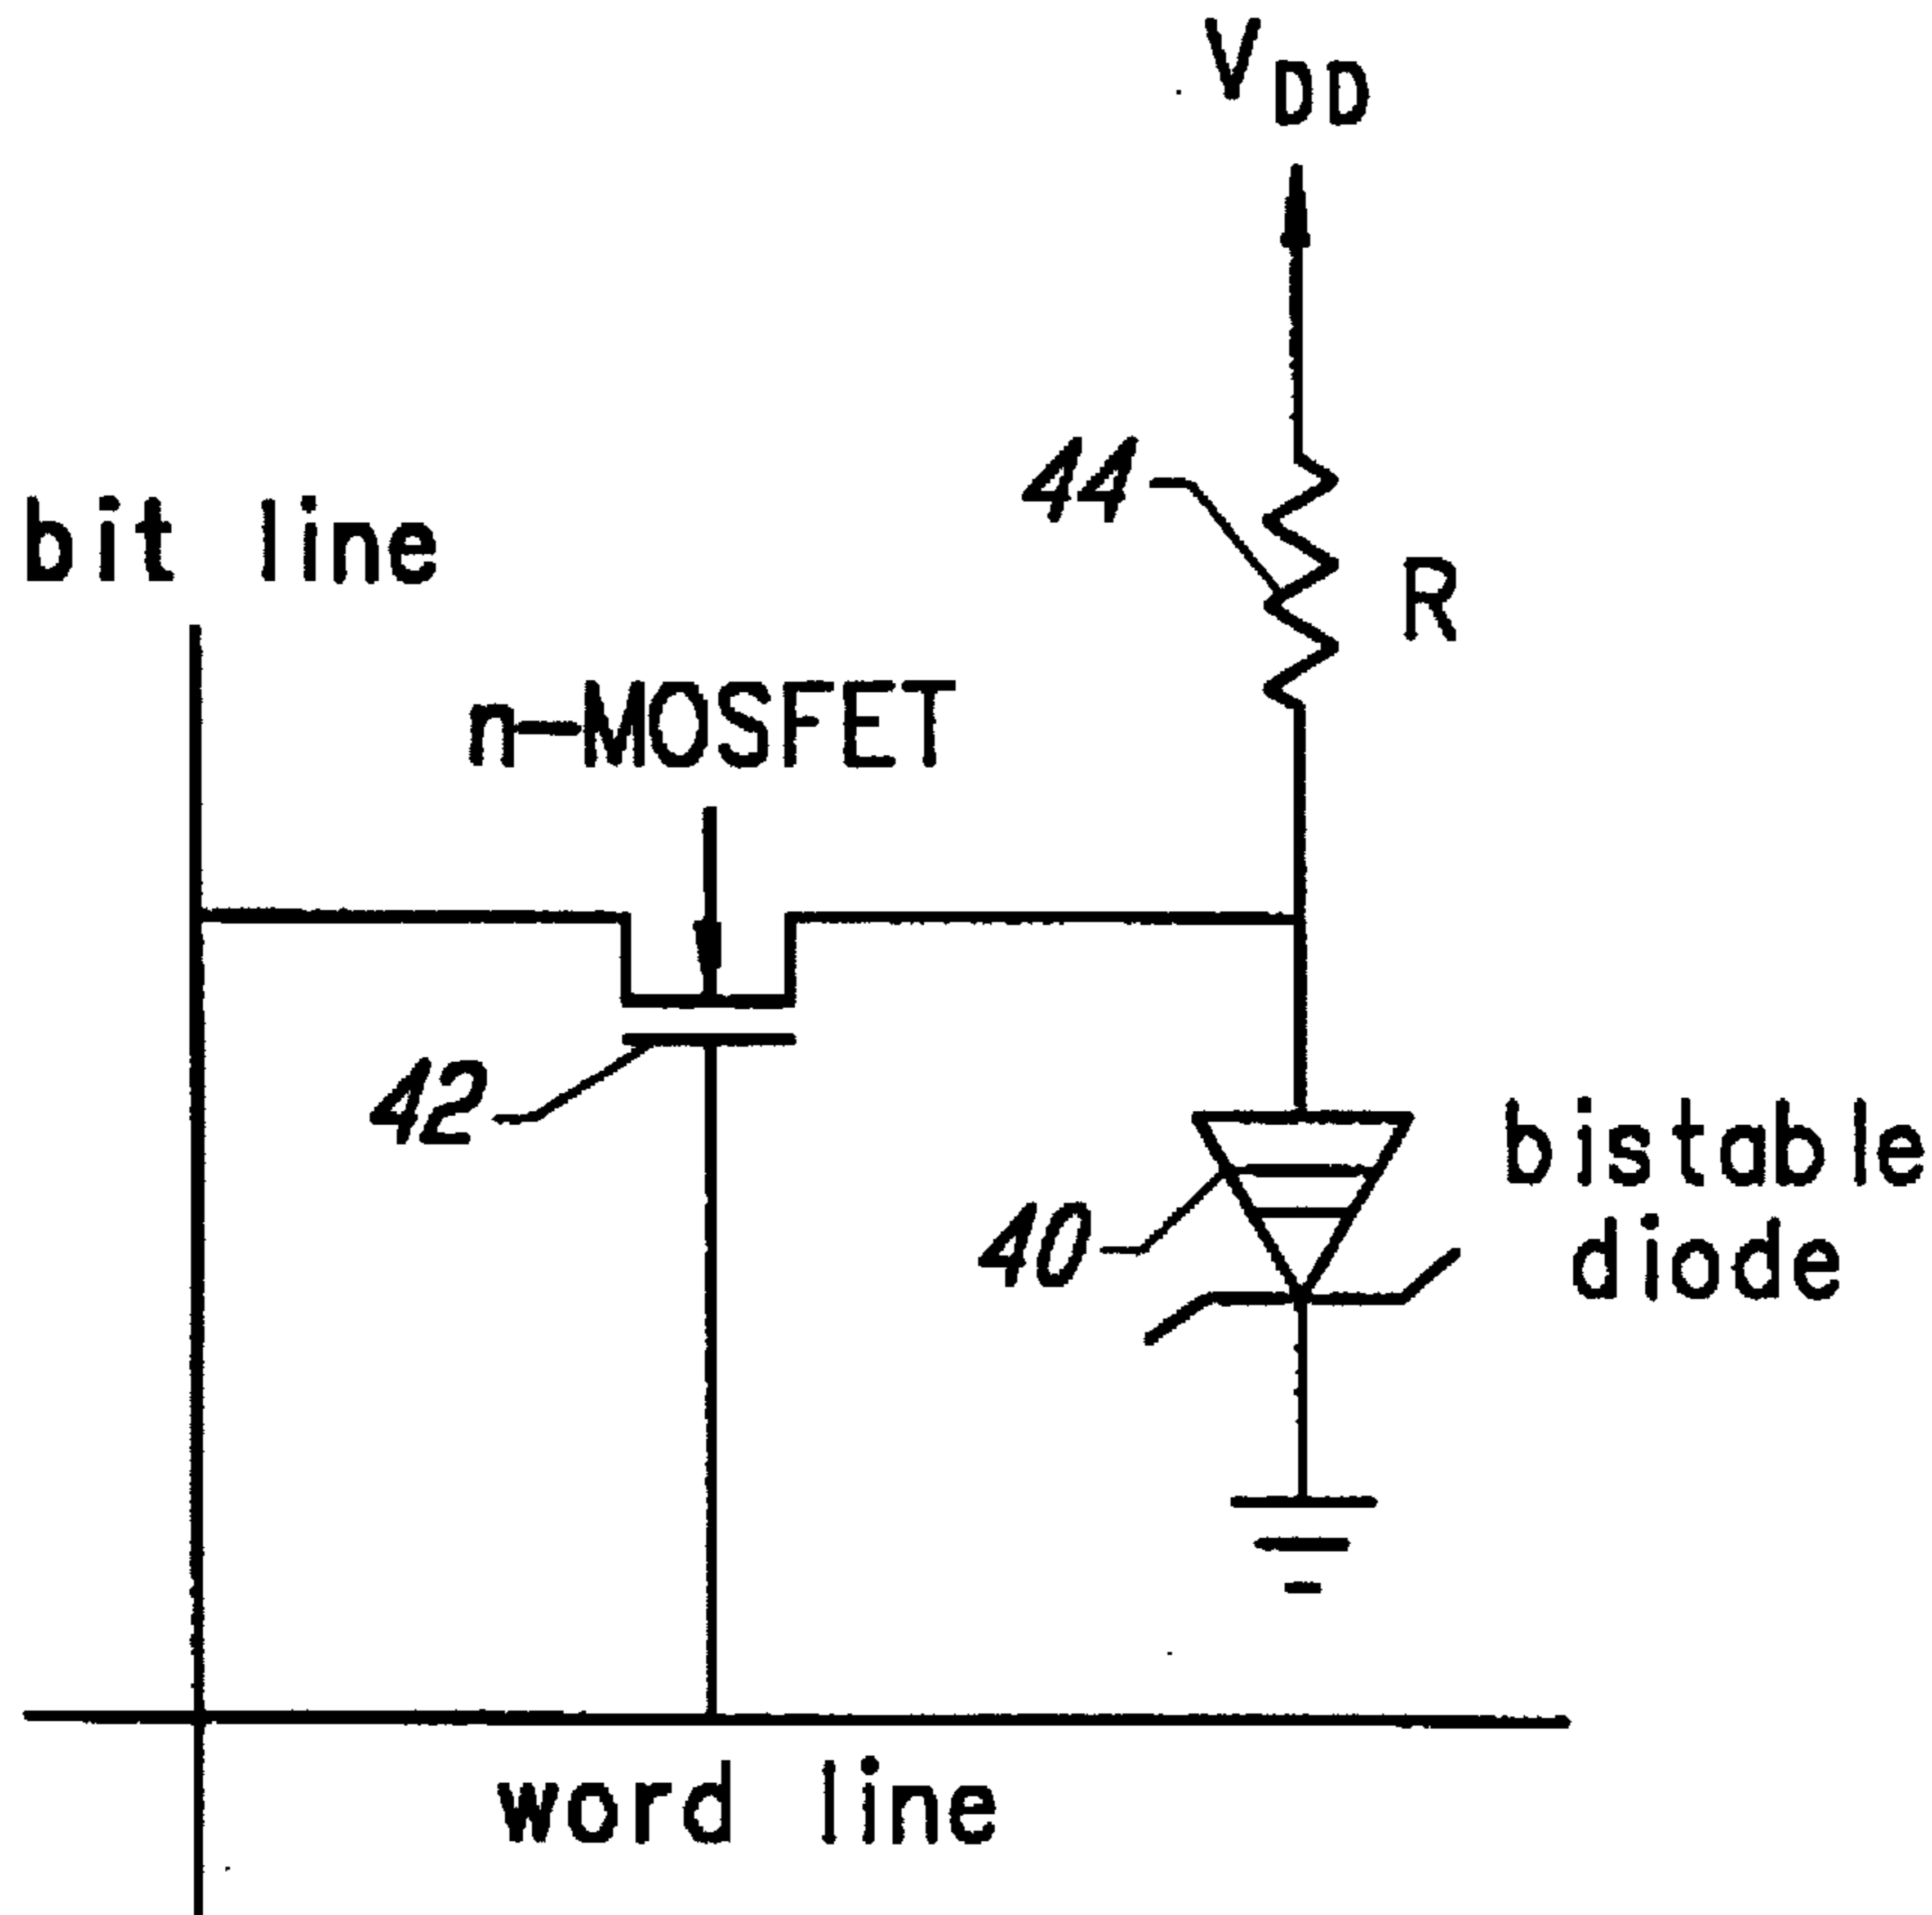 VDD
44
bit line
R
n-MOSFET
42
bistable
40
diode
word line